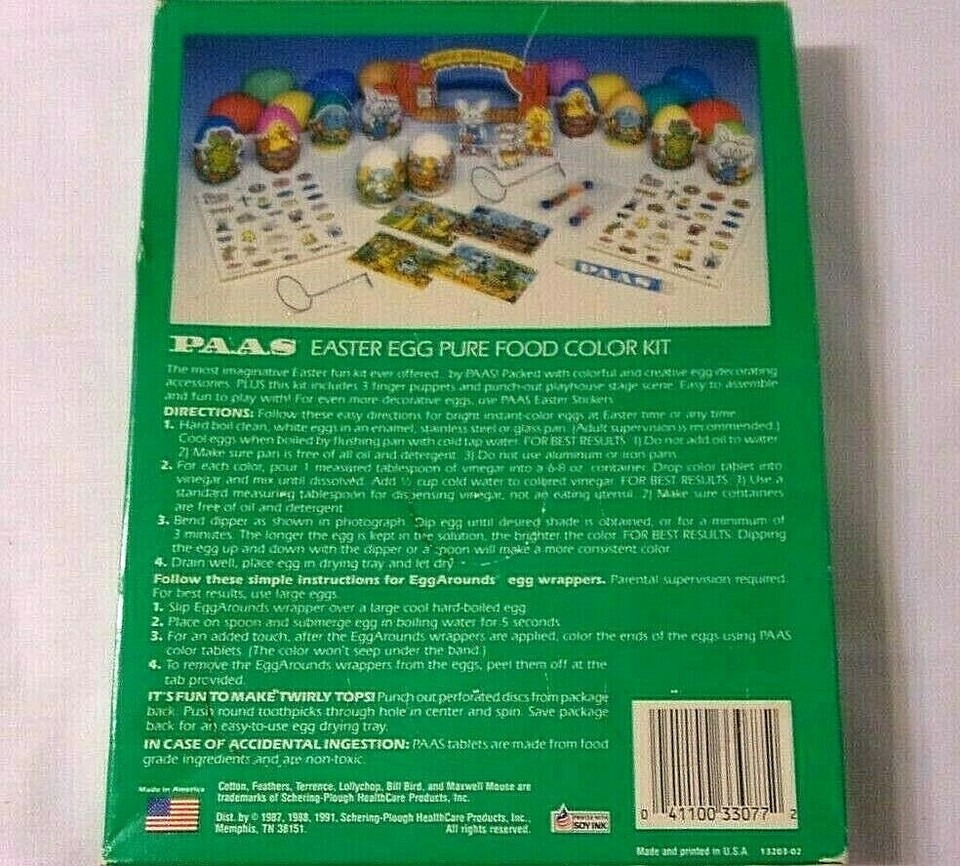 PAAS
PAAS EASTER EGG PURE FOOD COLOR KIT
The most imaginative Easter fun kit ever offered... by PAAS! Packed with colorful and creative egg decorating
accessories. PLUS this kit includes 3 finger puppets and punch-out playhouse stage scene. Easy to assemble
and fun to play with! For even more decorative eggs, use PAAS Easter Stickers.
DIRECTIONS: Follow these easy directions for bright instant-color eggs at Easter time or any time.
1. Hard boil clean, white eggs in an enamel, stainless steel or glass pan. (Adult supervision is recommended.)
Cool eggs when boiled by flushing pan with cold tap water. FOR BEST RESULTS: 1) Do not add oil to water.
2) Make sure pan is free of all oil and detergent. 3) Do not use aluminum or iron pans.
2. For each color, pour 1 measured tablespoon of vinegar into a 6-8 oz. container. Drop color tablet into
vinegar and mix until dissolved. Add ½ cup cold water to colored vinegar. FOR BEST RESULTS: 1) Use a
standard measuring tablespoon for dispensing vinegar, not an eating utensil. 2) Make sure containers
are free of oil and detergent.
3. Bend dipper as shown in photograph. Dip egg until desired shade is obtained, or for a minimum of
3 minutes. The longer the egg is kept in the solution, the brighter the color. FOR BEST RESULTS: Dipping
the egg up and down with the dipper or a spoon will make a more consistent color.
4. Drain well, place egg in drying tray and let dry.
Follow these simple instructions for EggArounds egg wrappers. Parental supervision required.
For best results, use large eggs.
1. Slip EggArounds wrapper over a large cool hard-boiled egg.
2. Place on spoon and submerge egg in boiling water for 5 seconds.
3. For an added touch, after the EggArounds wrappers are applied, color the ends of the eggs using PAAS
color tablets. (The color won't seep under the band.)
4. To remove the EggArounds wrappers from the eggs, peel them off at the
tab provided.
IT'S FUN TO MAKE TWIRLY TOPS! Punch out perforated discs from package
back. Push round toothpicks through hole in center and spin. Save package
back for an easy-to-use egg drying tray.
IN CASE OF ACCIDENTAL INGESTION: PAAS tablets are made from food
grade ingredients and are non-toxic.
Made in America
Cotton, Feathers, Terrence, Lollychop, Bill Bird, and Maxwell Mouse are
trademarks of Schering-Plough HealthCare Products, Inc.
Dist. by © 1987, 1988, 1991, Schering-Plough HealthCare Products, Inc.,
Memphis, TN 38151. All rights reserved.
PRINTED WITH
SOY INK
0 41100 33077 2
Made and printed in U.S.A. 13203-02